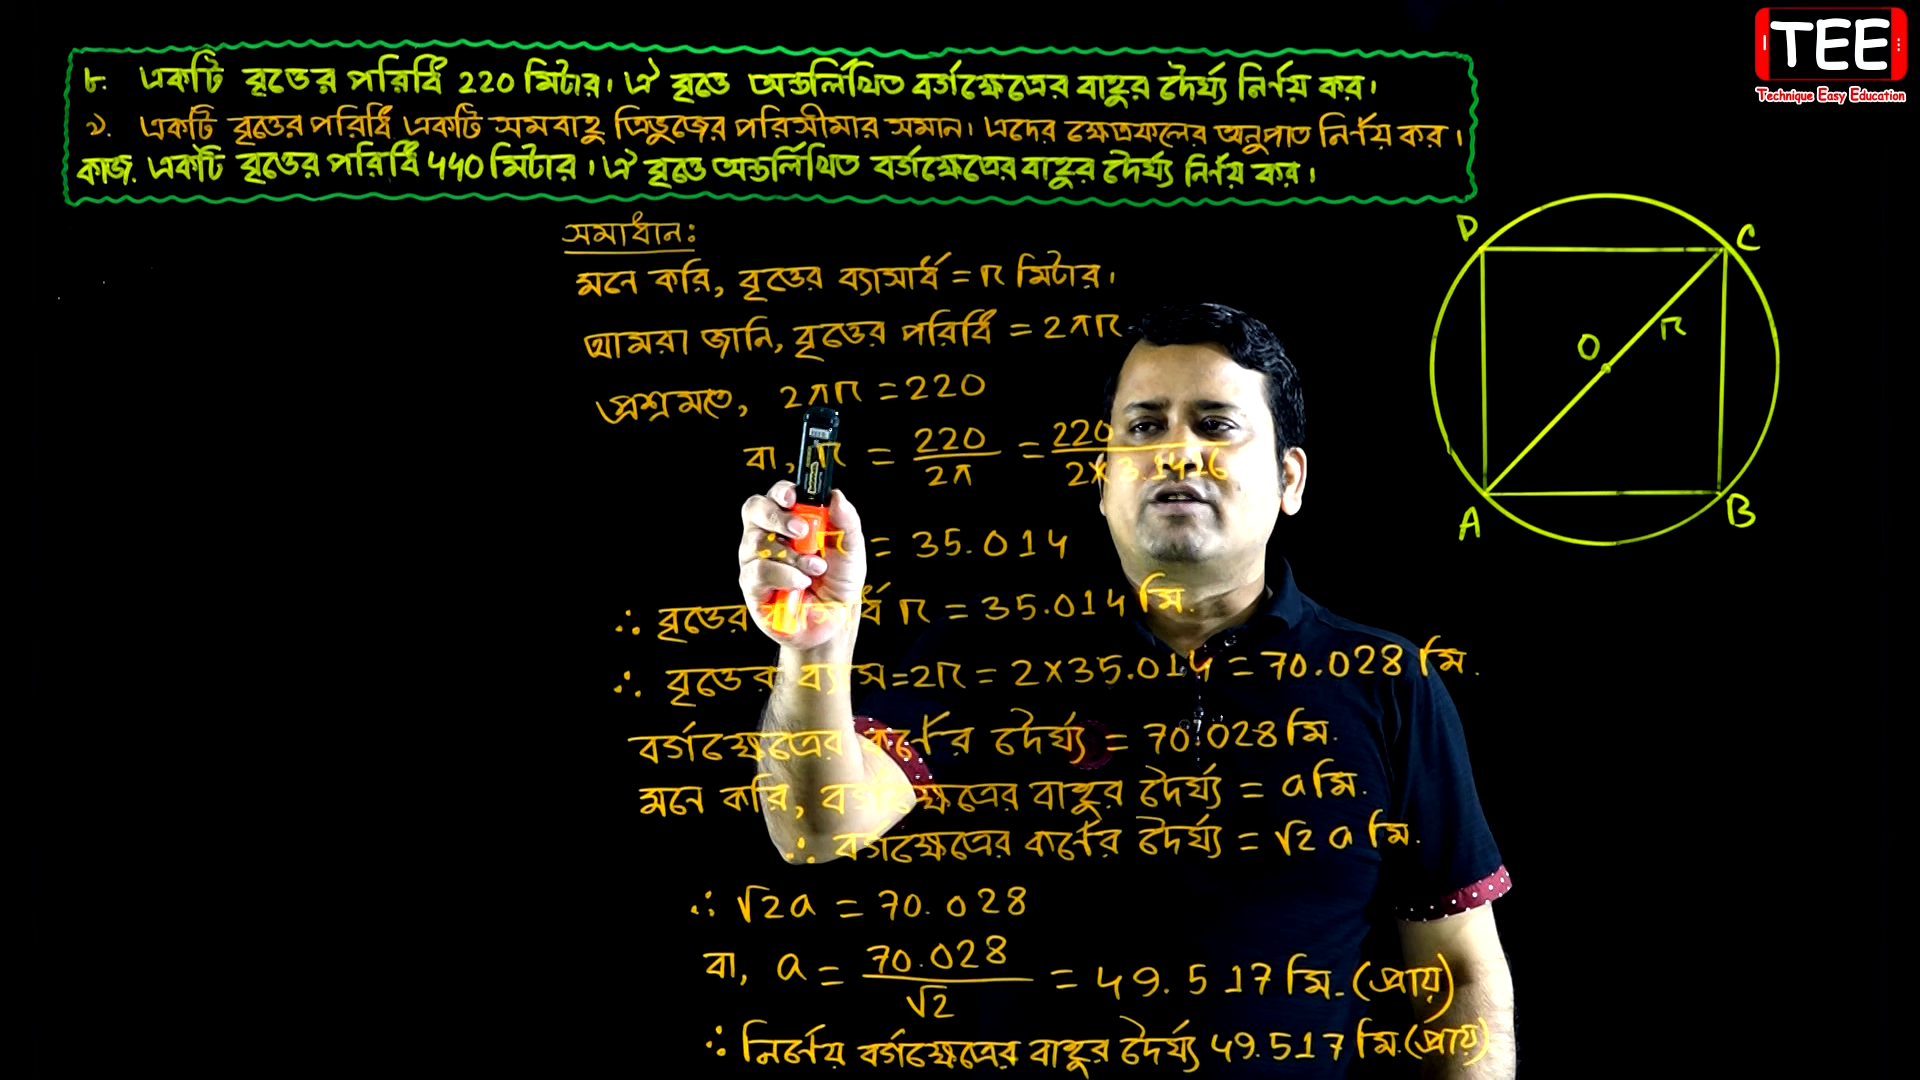 TEE
Technique Easy Education
৮. একটি বৃত্তের পরিধি 220 মিটার। ঐ বৃত্তে অন্তর্লিখিত বর্গক্ষেত্রের বাহুর দৈর্ঘ্য নির্ণয় কর।
৯. একটি বৃত্তের পরিধি একটি সমবাহু ত্রিভুজের পরিসীমার সমান। এদের ক্ষেত্রফলের অনুপাত নির্ণয় কর।
কাজ. একটি বৃত্তের পরিধি 440 মিটার। ঐ বৃত্তে অন্তর্লিখিত বর্গক্ষেত্রের বাহুর দৈর্ঘ্য নির্ণয় কর।
সমাধান:
মনে করি, বৃত্তের ব্যাসার্ধ = r মিটার।
আমরা জানি, বৃত্তের পরিধি = 2πr
প্রশ্নমতে, 2πr = 220
বা, r = 220/2π = 220/2×3.1416
∴ r = 35.014
∴ বৃত্তের ব্যাসার্ধ r = 35.014 মি.
∴ বৃত্তের ব্যাস = 2r = 2×35.014 = 70.028 মি.
বর্গক্ষেত্রের কর্ণের দৈর্ঘ্য = 70.028 মি.
মনে করি, বর্গক্ষেত্রের বাহুর দৈর্ঘ্য = a মি.
∴ বর্গক্ষেত্রের কর্ণের দৈর্ঘ্য = √2 a মি.
∴ √2a = 70.028
বা, a = 70.028/√2 = 49.517 মি. (প্রায়)
∴ নির্ণেয় বর্গক্ষেত্রের বাহুর দৈর্ঘ্য 49.517 মি. (প্রায়)
D
C
O
r
A
B